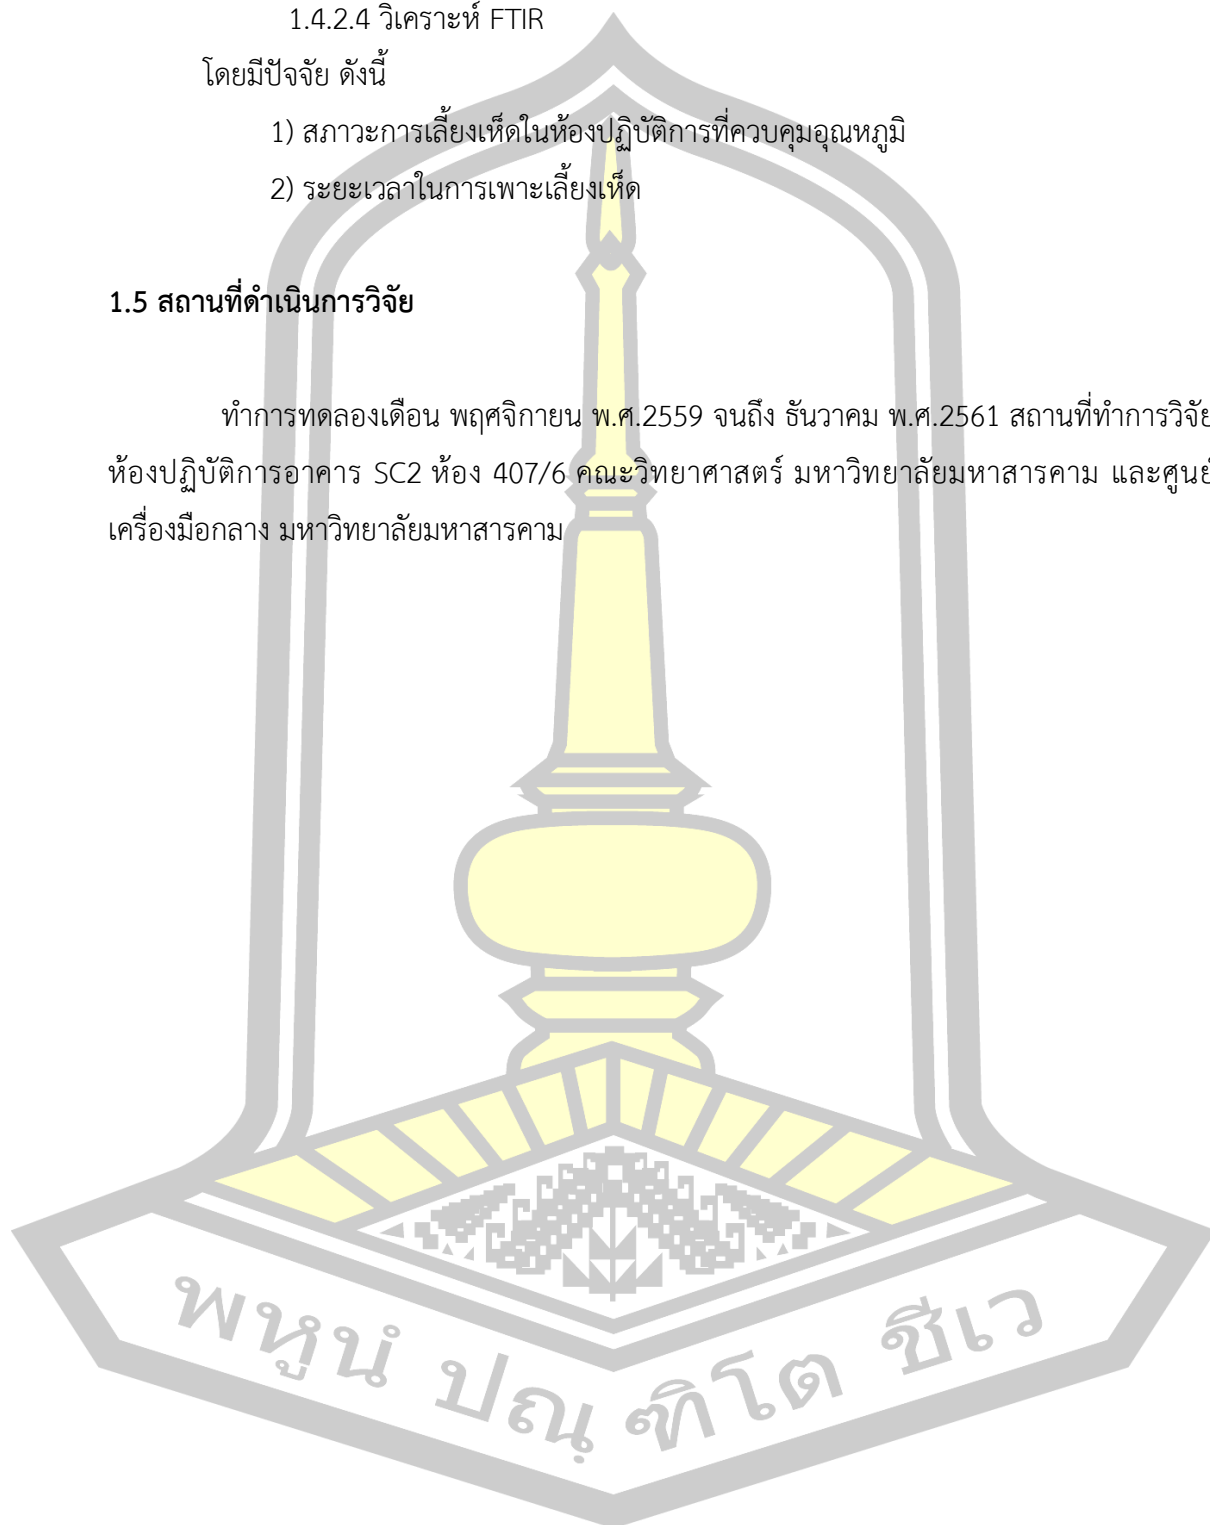 1.4.2.4 วิเคราะห์ FTIR
โดยมีปัจจัย ดังนี้
1) สภาวะการเลี้ยงเห็ดในห้องปฏิบัติการที่ควบคุมอุณหภูมิ
2) ระยะเวลาในการเพาะเลี้ยงเห็ด
1.5 สถานที่ดำเนินการวิจัย
ทำการทดลองเดือน พฤศจิกายน พ.ศ.2559 จนถึง ธันวาคม พ.ศ.2561 สถานที่ทำการวิจัย
ห้องปฏิบัติการอาคาร SC2 ห้อง 407/6 คณะวิทยาศาสตร์ มหาวิทยาลัยมหาสารคาม และศูนย์
เครื่องมือกลาง มหาวิทยาลัยมหาสารคาม
พหูนํ ปณฺ ฑิโต ชีเว